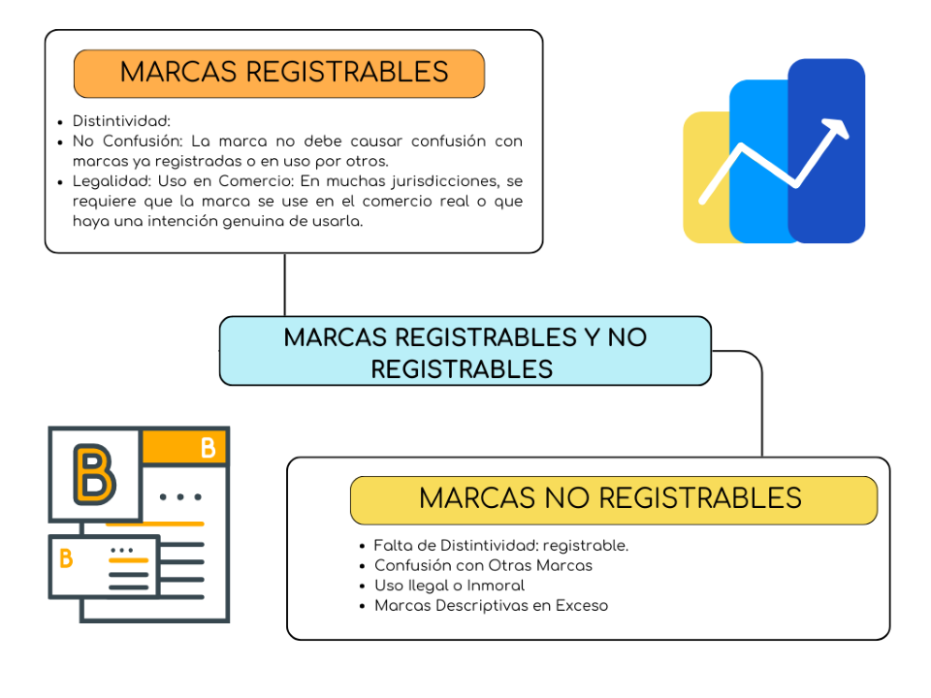 MARCAS REGISTRABLES
• Distintividad:
• No Confusión: La marca no debe causar confusión con
marcas ya registradas o en uso por otros.
• Legalidad: Uso en Comercio: En muchas jurisdicciones, se
requiere que la marca se use en el comercio real o que
haya una intención genuina de usarla.
MARCAS REGISTRABLES Y NO
REGISTRABLES
B
B
B
MARCAS NO REGISTRABLES
• Falta de Distintividad: registrable.
• Confusión con Otras Marcas
• Uso Ilegal o Inmoral
• Marcas Descriptivas en Exceso